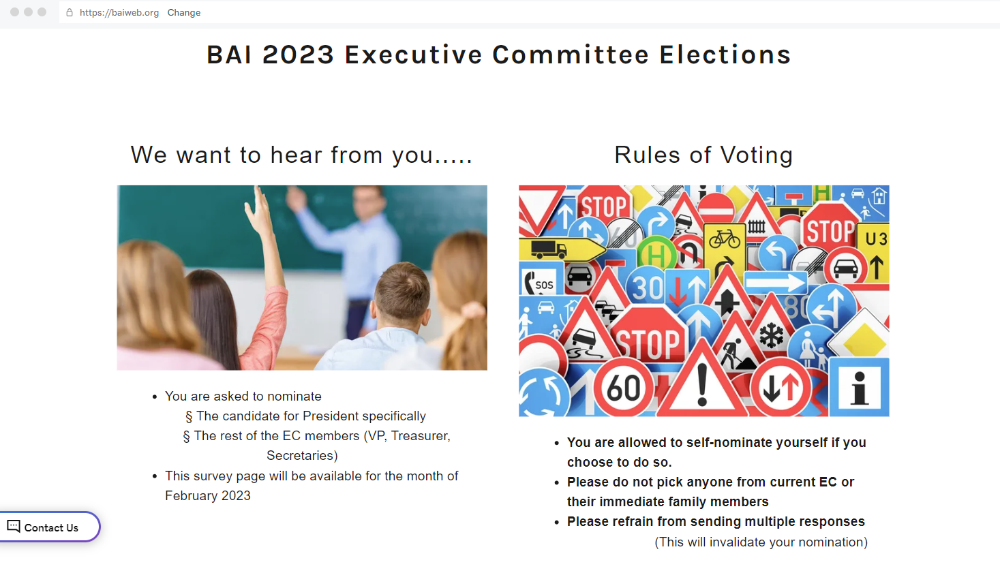 https://baiweb.org Change
BAI 2023 Executive Committee Elections
We want to hear from you.....
• You are asked to nominate
§ The candidate for President specifically
§ The rest of the EC members (VP, Treasurer,
Secretaries)
• This survey page will be available for the month of
February 2023
Rules of Voting
STOP
STOP
U3
60
H
H
SOS
30
80
STOP
60
i
• You are allowed to self-nominate yourself if you
choose to do so.
• Please do not pick anyone from current EC or
their immediate family members
• Please refrain from sending multiple responses
(This will invalidate your nomination)
Contact Us